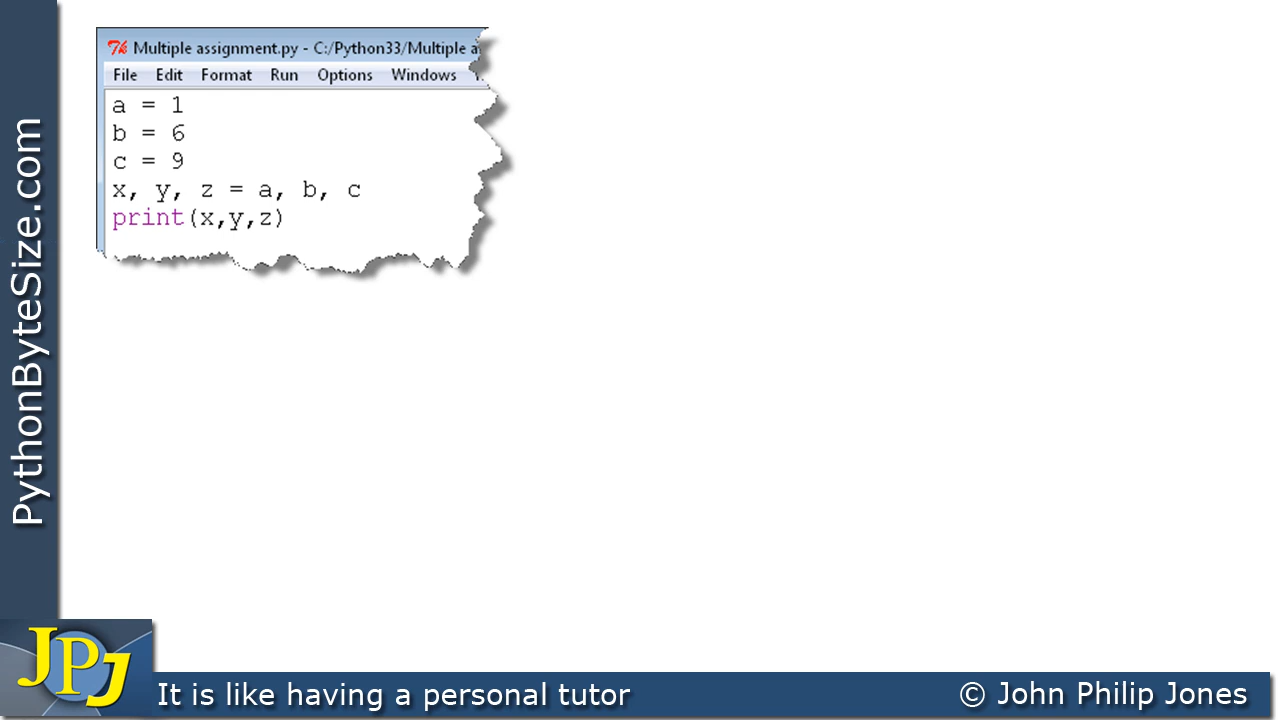 Multiple assignment.py - C:/Python33/Multiple
File Edit Format Run Options Windows
a = 1
b = 6
c = 9
x, y, z = a, b, c
print(x,y,z)
PythonByteSize.com
JPJ
It is like having a personal tutor
© John Philip Jones